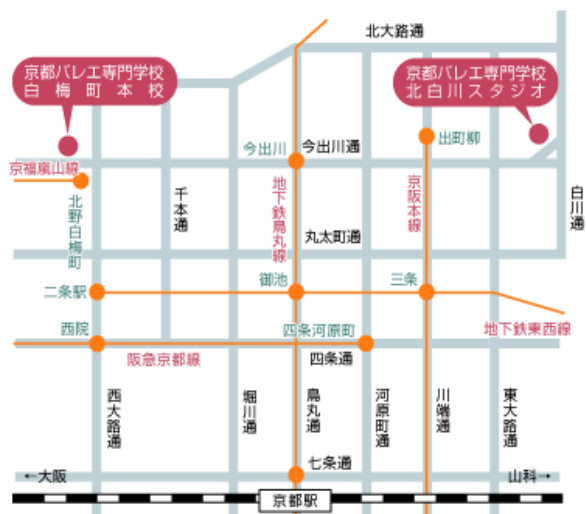 北大路通
京都バレエ専門学校
白梅町本校
京都バレエ専門学校
北白川スタジオ
出町柳
今出川
今出川通
京福嵐山線
北野白梅町
千本通
地下鉄烏丸線
京阪本線
白川通
丸太町通
二条駅
御池
三条
西院
四条河原町
地下鉄東西線
阪急京都線
四条通
西大路通
堀川通
烏丸通
河原町通
川端通
東大路通
七条通
←大阪
山科→
京都駅